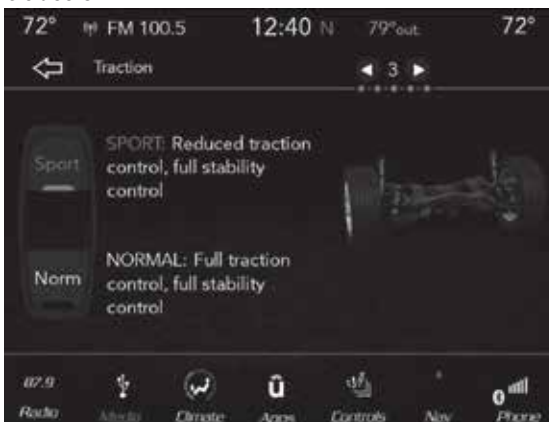 72° FM 100.5 12:40 N 79°out 72°
Traction
3
SPORT: Reduced traction
control, full stability
control
Sport
NORMAL: Full traction
control, full stability
control
Norm
87.9
Radio Media Climate Apps Controls Nav Phone